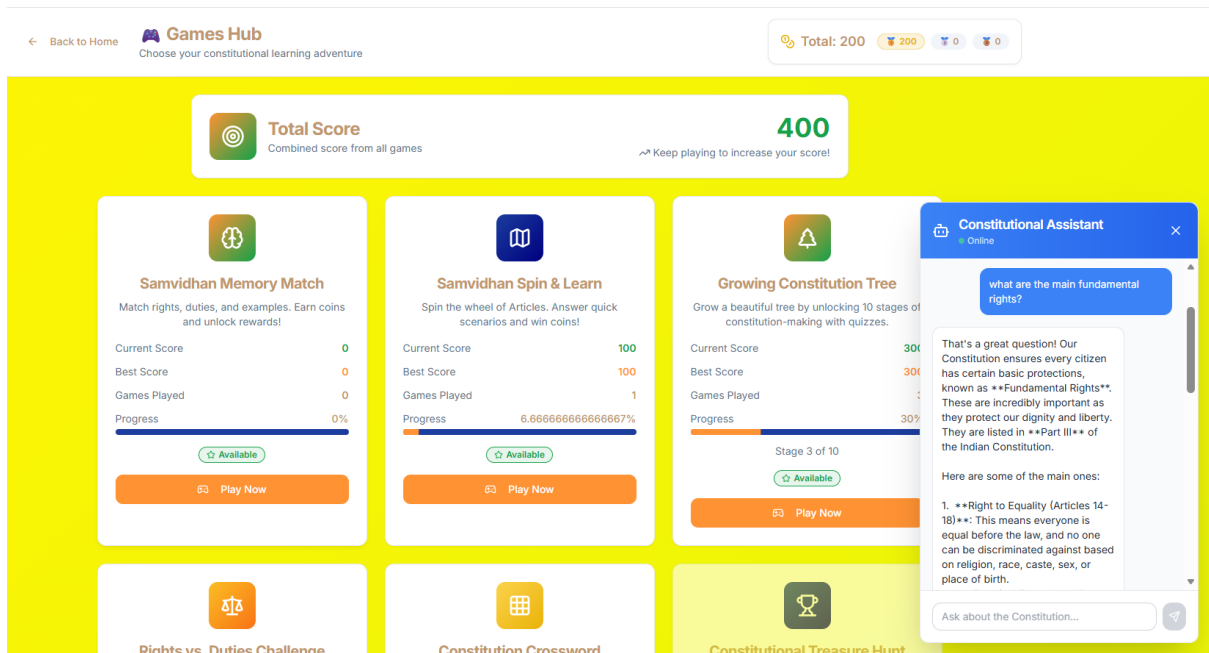 Back to Home
Games Hub
Choose your constitutional learning adventure
Total: 200
200
0
0
Total Score
Combined score from all games
400
Keep playing to increase your score!
Samvidhan Memory Match
Match rights, duties, and examples. Earn coins
and unlock rewards!
Current Score 0
Best Score 0
Games Played 0
Progress 0%
Available
Play Now
Samvidhan Spin & Learn
Spin the wheel of Articles. Answer quick
scenarios and win coins!
Current Score 100
Best Score 100
Games Played 1
Progress 6.666666666666667%
Available
Play Now
Growing Constitution Tree
Grow a beautiful tree by unlocking 10 stages of
constitution-making with quizzes.
Current Score 300
Best Score 300
Games Played
Progress 30%
Stage 3 of 10
Available
Play Now
Rights vs. Duties Challenge
Constitution Crossword
Constitutional Treasure Hunt
Constitutional Assistant
Online
what are the main fundamental
rights?
That's a great question! Our
Constitution ensures every citizen
has certain basic protections,
known as **Fundamental Rights**.
These are incredibly important as
they protect our dignity and liberty.
They are listed in **Part III** of
the Indian Constitution.
Here are some of the main ones:
1. **Right to Equality (Articles 14-
18)**: This means everyone is
equal before the law, and no one
can be discriminated against based
on religion, race, caste, sex, or
place of birth.
Ask about the Constitution...